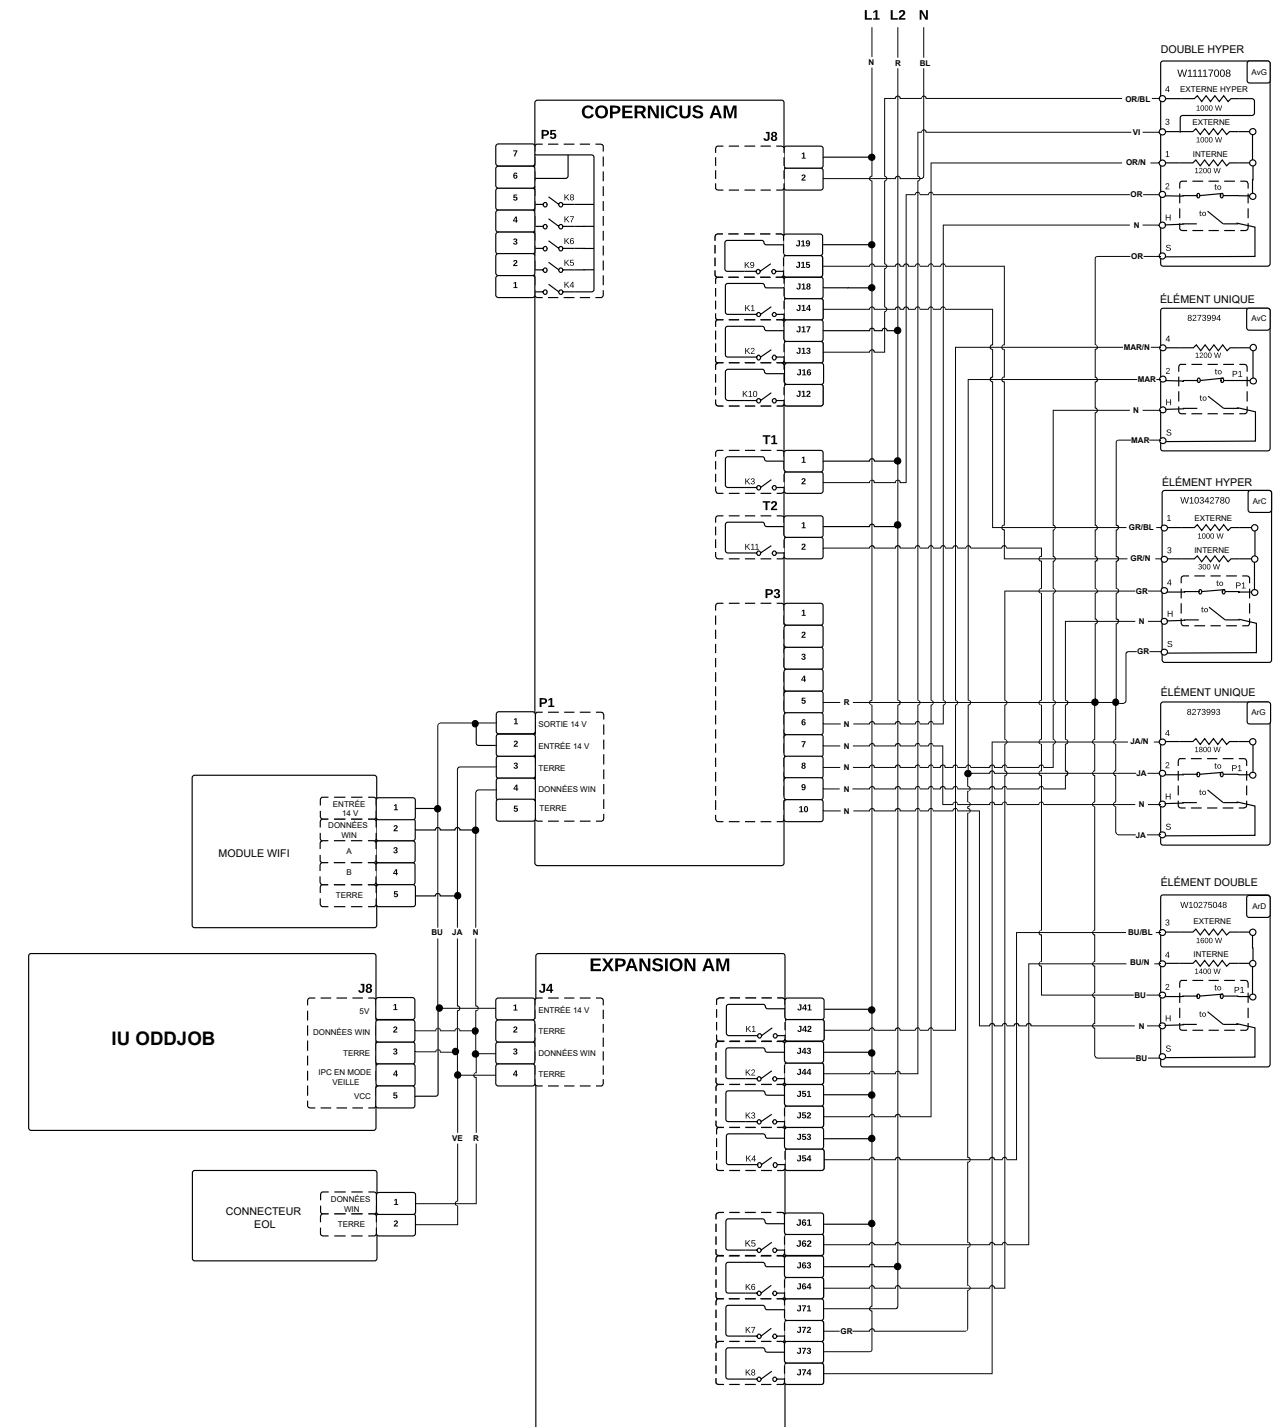 L1 L2 N
N R BL
DOUBLE HYPER
W11117008 AvG
4 EXTERNE HYPER
1000 W
3 EXTERNE
1000 W
1 INTERNE
1200 W
2 to
H to
S
OR/BL
VI
OR/N
OR
N
OR
ÉLÉMENT UNIQUE
8273994 AvC
4
1200 W
2 to P1
H to
S
MAR/N
MAR
N
MAR
ÉLÉMENT HYPER
W10342780 ArC
1 EXTERNE
1000 W
3 INTERNE
300 W
4 to P1
H to
S
GR/BL
GR/N
GR
N
GR
ÉLÉMENT UNIQUE
8273993 ArG
4
1800 W
2 to P1
H to
S
JA/N
JA
N
JA
ÉLÉMENT DOUBLE
W10275048 ArD
3 EXTERNE
1600 W
4 INTERNE
1400 W
2 to P1
H to
S
BU/BL
BU/N
BU
N
BU
COPERNICUS AM
P5
7
6
5 K8
4 K7
3 K6
2 K5
1 K4
J8
1
2
J19
K9 J15
J18
K1 J14
J17
K2 J13
J16
K10 J12
T1
1
K3 2
T2
1
K11 2
P3
1
2
3
4
5 R
6 N
7 N
8 N
9 N
10 N
P1
1 SORTIE 14 V
2 ENTRÉE 14 V
3 TERRE
4 DONNÉES WIN
5 TERRE
MODULE WIFI
ENTRÉE
14 V 1
DONNÉES
WIN 2
A 3
B 4
TERRE 5
BU JA N
IU ODDJOB
J8
5V 1
DONNÉES WIN 2
TERRE 3
IPC EN MODE
VEILLE 4
VCC 5
VE R
CONNECTEUR
EOL
DONNÉES
WIN 1
TERRE 2
EXPANSION AM
J4
1 ENTRÉE 14 V
2 TERRE
3 DONNÉES WIN
4 TERRE
J41
K1 J42
J43
K2 J44
J51
K3 J52
J53
K4 J54
J61
K5 J62
J63
K6 J64
J71
K7 J72 GR
J73
K8 J74